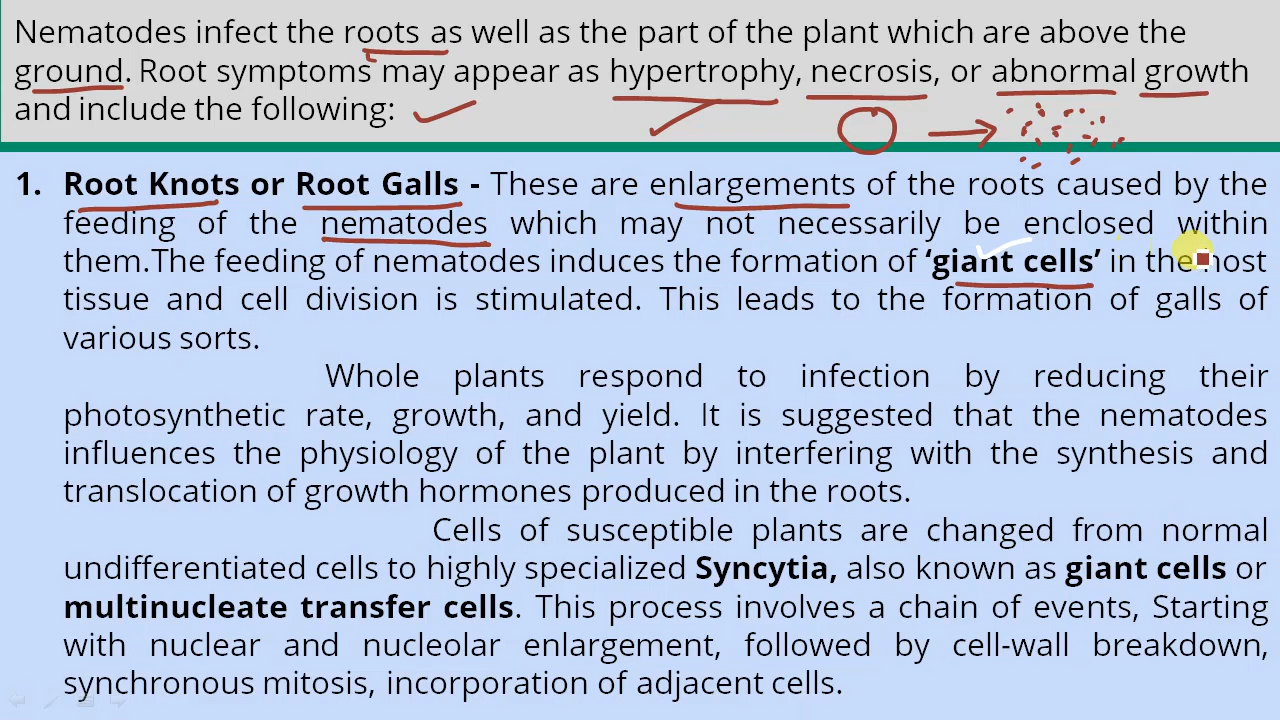 Nematodes infect the roots as well as the part of the plant which are above the
ground. Root symptoms may appear as hypertrophy, necrosis, or abnormal growth
and include the following:
1. Root Knots or Root Galls - These are enlargements of the roots caused by the
feeding of the nematodes which may not necessarily be enclosed within
them.The feeding of nematodes induces the formation of ‘giant cells’ in the host
tissue and cell division is stimulated. This leads to the formation of galls of
various sorts.
Whole plants respond to infection by reducing their
photosynthetic rate, growth, and yield. It is suggested that the nematodes
influences the physiology of the plant by interfering with the synthesis and
translocation of growth hormones produced in the roots.
Cells of susceptible plants are changed from normal
undifferentiated cells to highly specialized Syncytia, also known as giant cells or
multinucleate transfer cells. This process involves a chain of events, Starting
with nuclear and nucleolar enlargement, followed by cell-wall breakdown,
synchronous mitosis, incorporation of adjacent cells.